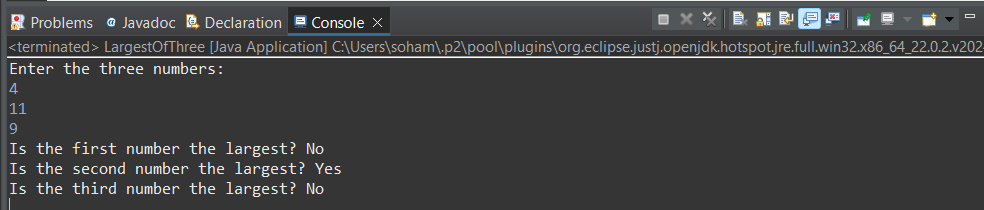 Problems Javadoc Declaration Console
<terminated> LargestOfThree [Java Application] C:\Users\soham\.p2\pool\plugins\org.eclipse.justj.openjdk.hotspot.jre.full.win32.x86_64_22.0.2.v202
Enter the three numbers:
4
11
9
Is the first number the largest? No
Is the second number the largest? Yes
Is the third number the largest? No